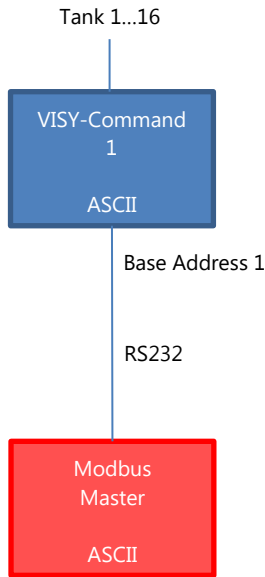 Tank 1...16
VISY-Command
1
ASCII
Base Address 1
RS232
Modbus
Master
ASCII